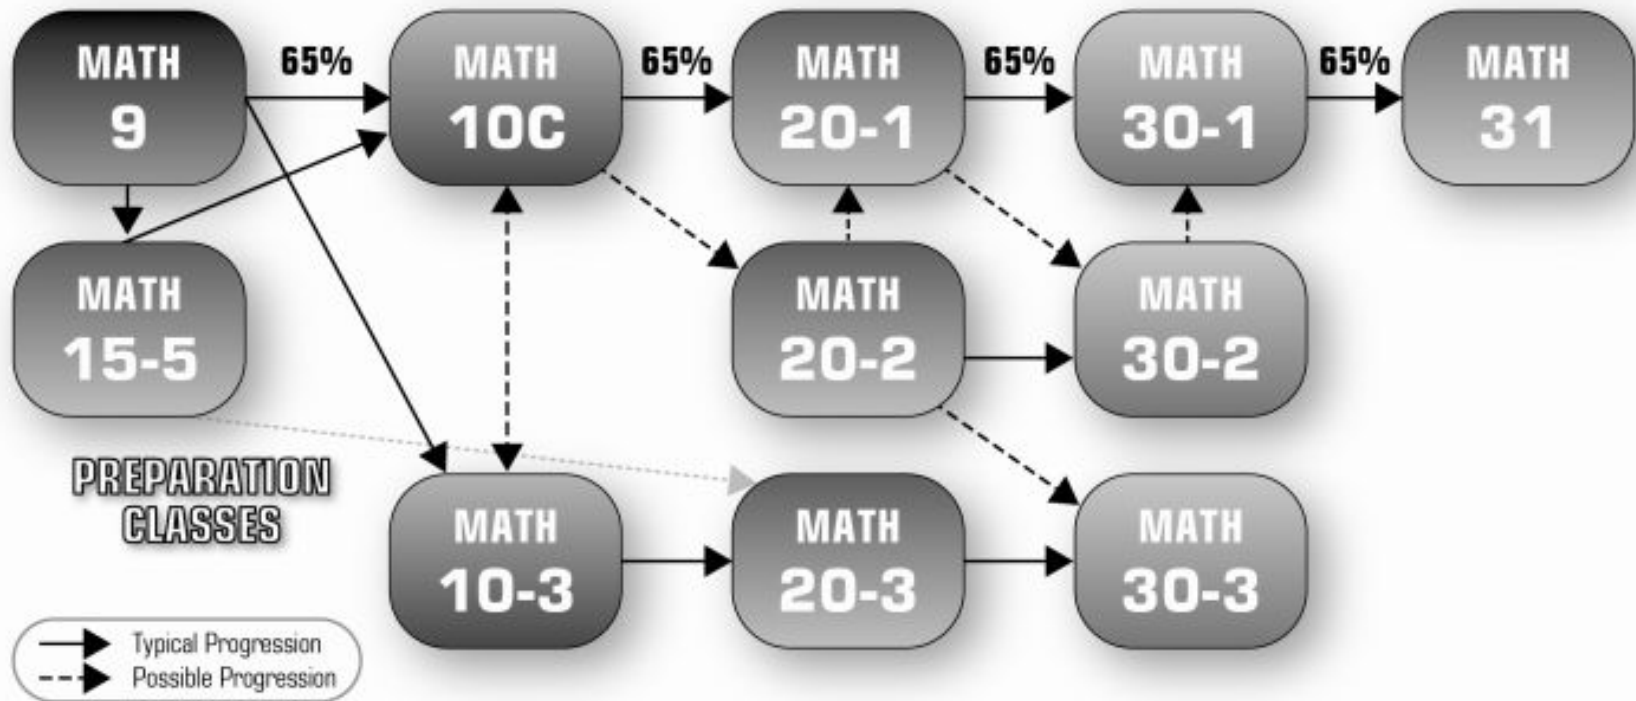 MATH
9
65%
MATH
10C
65%
MATH
20-1
65%
MATH
30-1
65%
MATH
31
MATH
15-5
MATH
20-2
MATH
30-2
PREPARATION
CLASSES
MATH
10-3
MATH
20-3
MATH
30-3
Typical Progression
Possible Progression